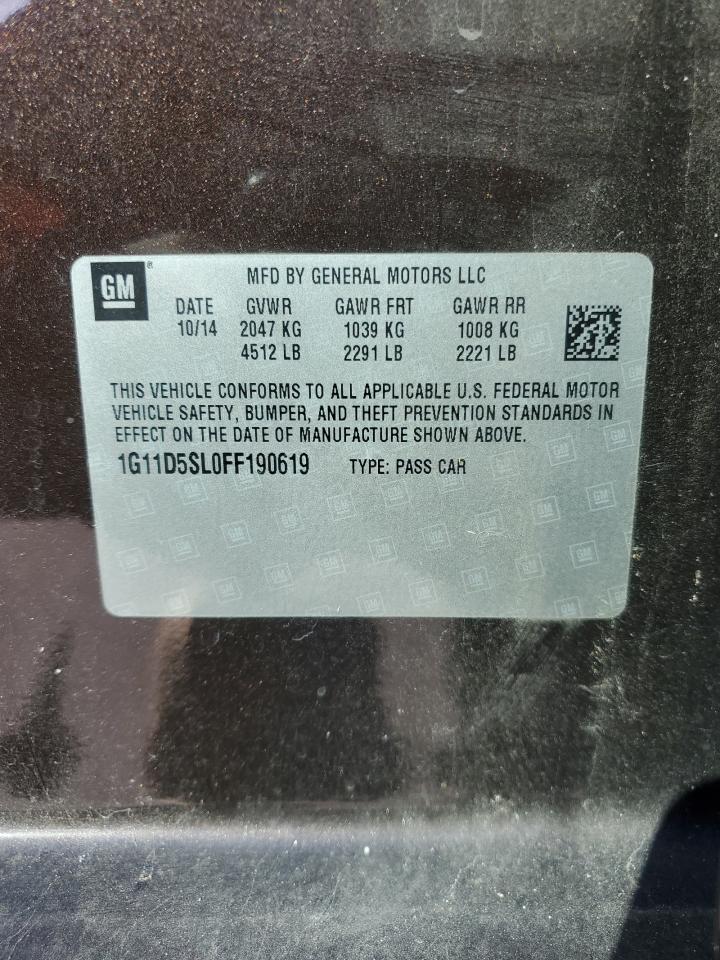 GM ® MFD BY GENERAL MOTORS LLC
DATE GVWR GAWR FRT GAWR RR
10/14 2047 KG 1039 KG 1008 KG
4512 LB 2291 LB 2221 LB
THIS VEHICLE CONFORMS TO ALL APPLICABLE U.S. FEDERAL MOTOR
VEHICLE SAFETY, BUMPER, AND THEFT PREVENTION STANDARDS IN
EFFECT ON THE DATE OF MANUFACTURE SHOWN ABOVE.
1G11D5SL0FF190619 TYPE: PASS CAR